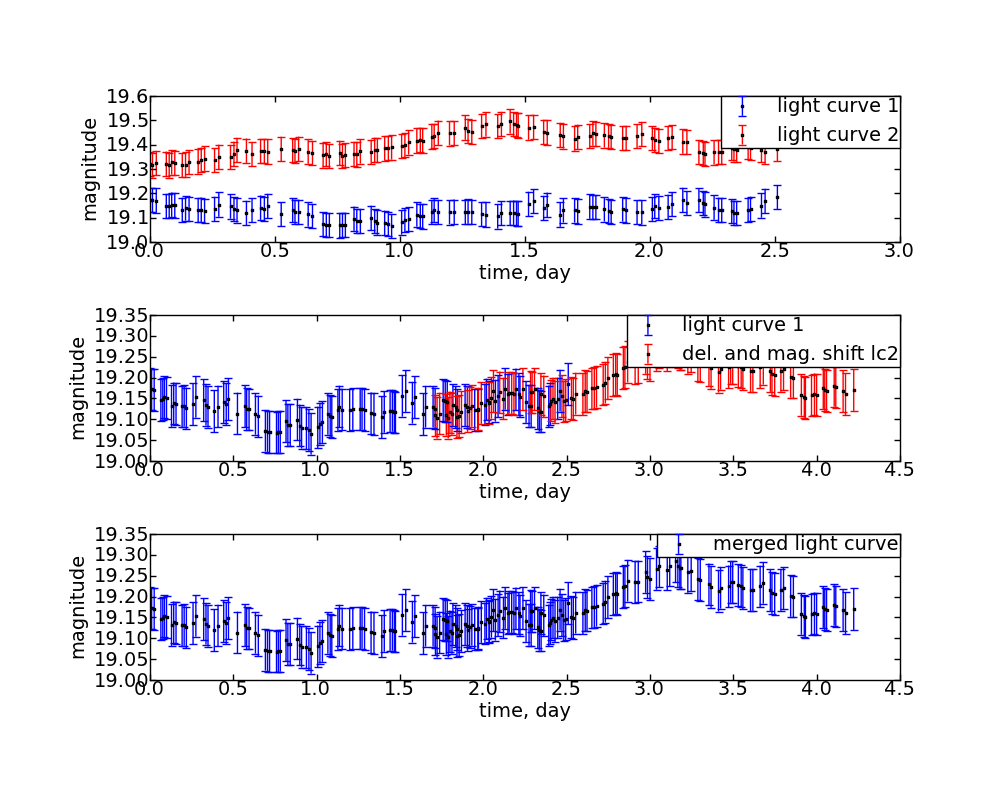 19.6
19.5
19.4
19.3
19.2
19.1
19.0
magnitude
light curve 1
light curve 2
0.0 0.5 1.0 1.5 2.0 2.5 3.0
time, day
19.35
19.30
19.25
19.20
19.15
19.10
19.05
19.00
magnitude
light curve 1
del. and mag. shift lc2
0.0 0.5 1.0 1.5 2.0 2.5 3.0 3.5 4.0 4.5
time, day
19.35
19.30
19.25
19.20
19.15
19.10
19.05
19.00
magnitude
merged light curve
0.0 0.5 1.0 1.5 2.0 2.5 3.0 3.5 4.0 4.5
time, day